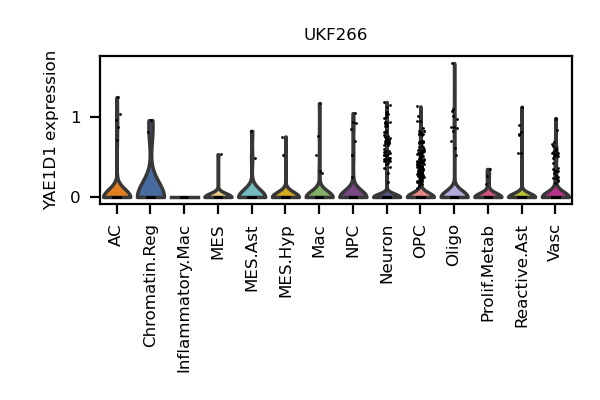 UKF266
YAE1D1 expression
1
0
AC
Chromatin.Reg
Inflammatory.Mac
MES
MES.Ast
MES.Hyp
Mac
NPC
Neuron
OPC
Oligo
Prolif.Metab
Reactive.Ast
Vasc